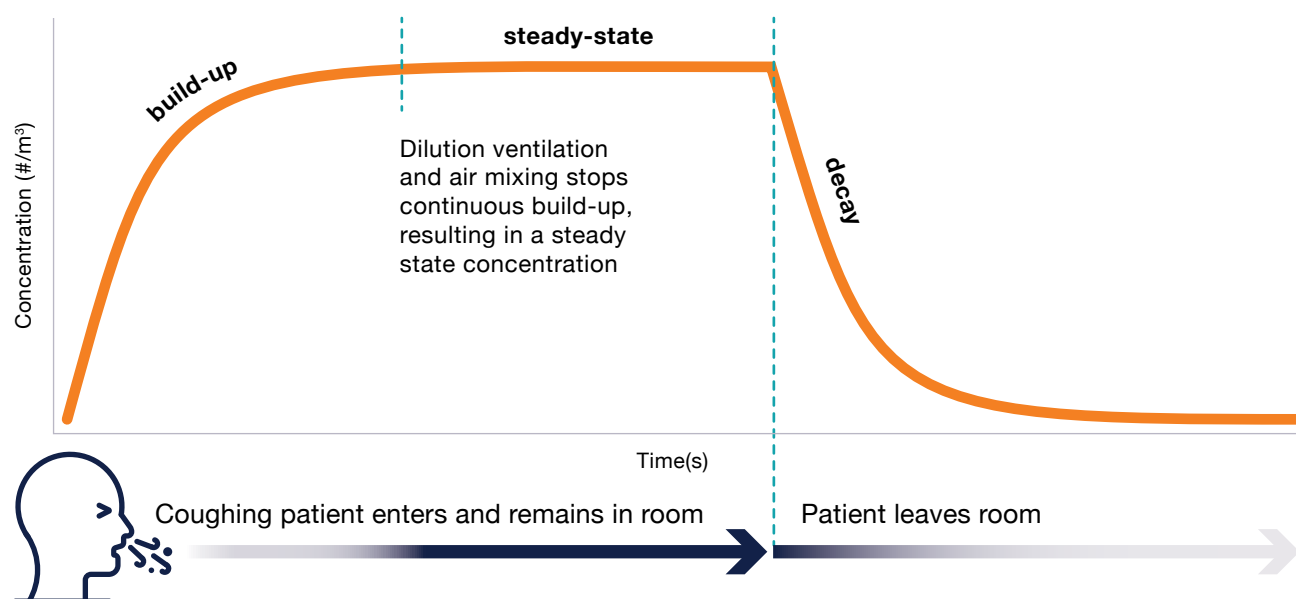 steady-state
build-up
Concentration (#/m³)
Dilution ventilation
and air mixing stops
continuous build-up,
resulting in a steady
state concentration
decay
Time(s)
Coughing patient enters and remains in room
Patient leaves room